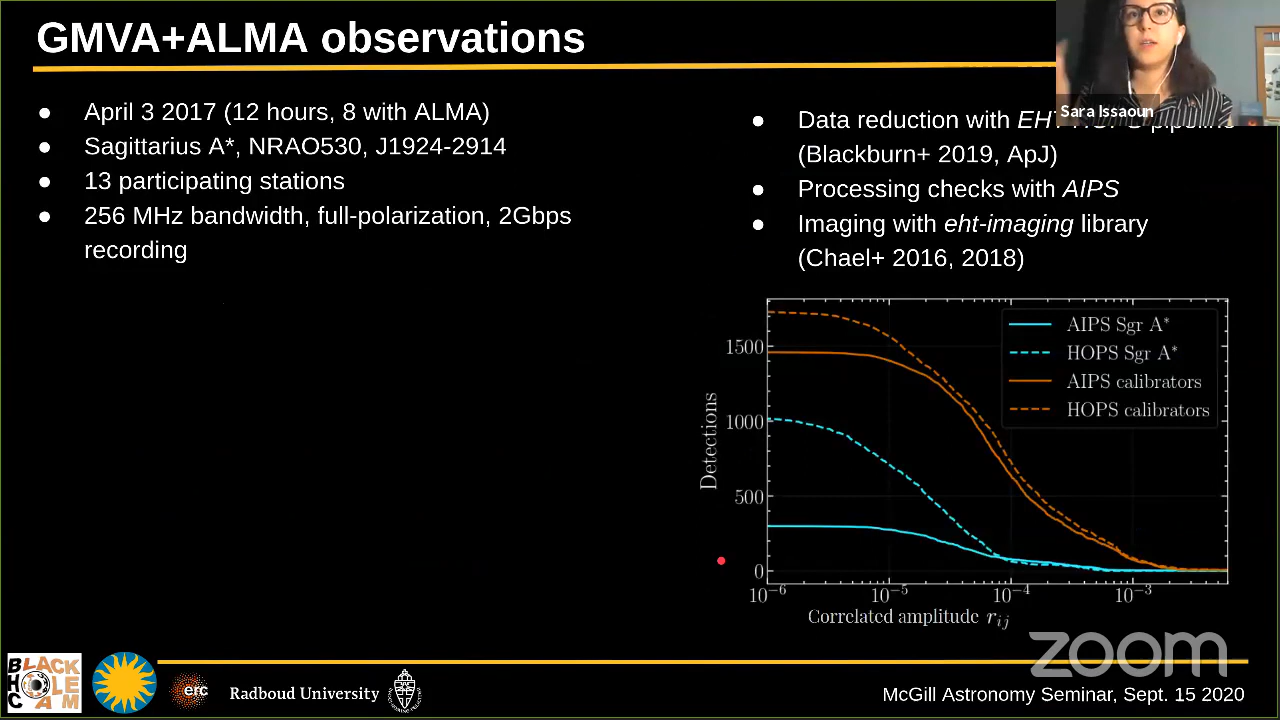 GMVA+ALMA observations
Sara Issaoun
● April 3 2017 (12 hours, 8 with ALMA)
● Sagittarius A*, NRAO530, J1924-2914
● 13 participating stations
● 256 MHz bandwidth, full-polarization, 2Gbps
recording
● Data reduction with
(Blackburn+ 2019, ApJ)
● Processing checks with AIPS
● Imaging with eht-imaging library
(Chael+ 2016, 2018)
AIPS Sgr A*
HOPS Sgr A*
AIPS calibrators
HOPS calibrators
Detections
1500
1000
500
0
10⁻⁶ 10⁻⁵ 10⁻⁴ 10⁻³
Correlated amplitude rᵢⱼ
zoom
BLACK
HOLE
CAM
erc
Radboud University
McGill Astronomy Seminar, Sept. 15 2020